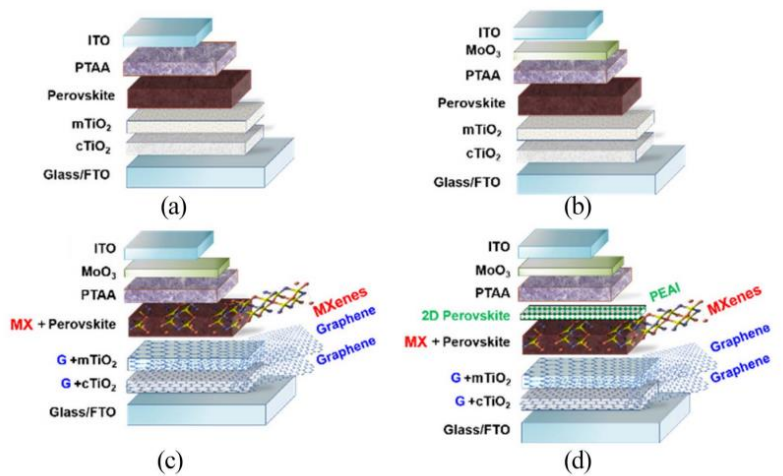 ITO
PTAA
Perovskite
mTiO₂
cTiO₂
Glass/FTO
(a)
ITO
MoO₃
PTAA
Perovskite
mTiO₂
cTiO₂
Glass/FTO
(b)
ITO
MoO₃
PTAA
MX + Perovskite
MXenes
Graphene
G +mTiO₂
Graphene
G +cTiO₂
Glass/FTO
(c)
ITO
MoO₃
PTAA
PEAI
2D Perovskite
MXenes
MX + Perovskite
Graphene
G +mTiO₂
Graphene
G +cTiO₂
Glass/FTO
(d)